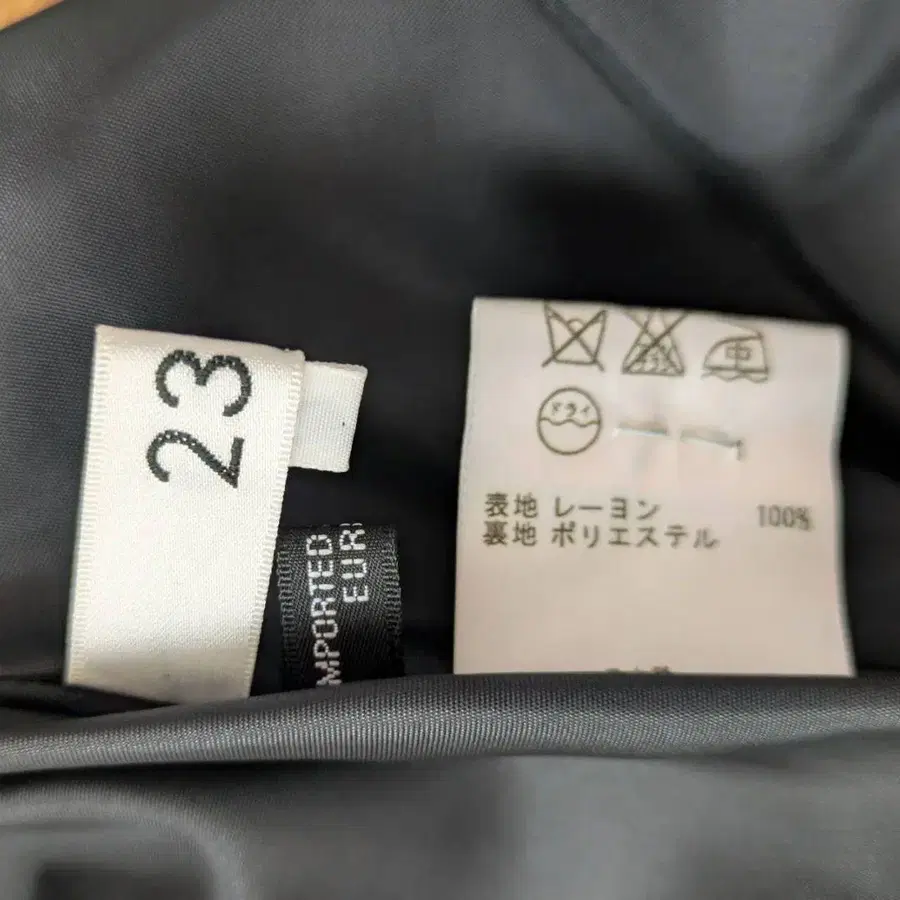 23
IMPORTED
EUR
中
ドライ
表地 レーヨン 100%
裏地 ポリエステル